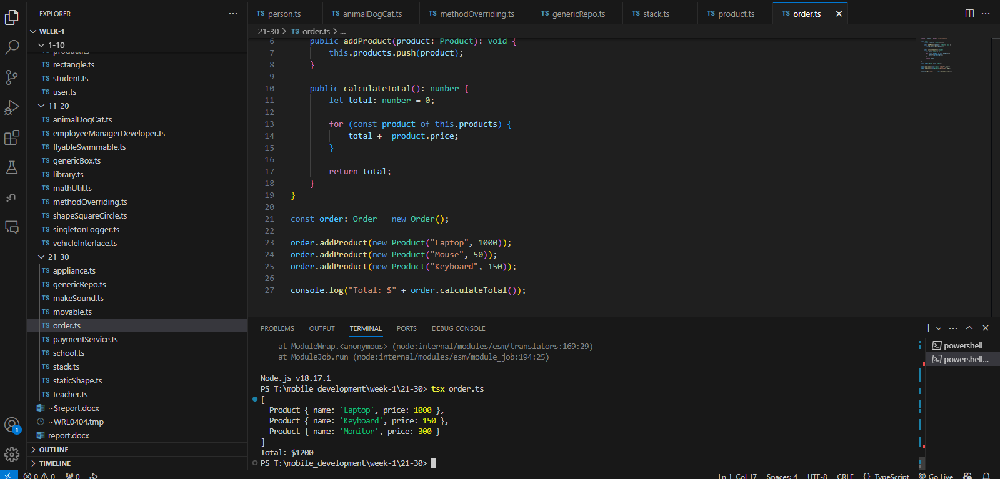 EXPLORER
WEEK-1
1-10
product.ts
rectangle.ts
student.ts
user.ts
11-20
animalDogCat.ts
employeeManagerDeveloper.ts
flyableSwimmable.ts
genericBox.ts
library.ts
mathUtil.ts
methodOverriding.ts
shapeSquareCircle.ts
singletonLogger.ts
vehicleInterface.ts
21-30
appliance.ts
genericRepo.ts
makeSound.ts
movable.ts
order.ts
paymentService.ts
school.ts
stack.ts
staticShape.ts
teacher.ts
~$report.docx
~WRL0404.tmp
report.docx
OUTLINE
TIMELINE
TS person.ts TS animalDogCat.ts TS methodOverriding.ts TS genericRepo.ts TS stack.ts TS product.ts TS order.ts
21-30 > TS order.ts > ...
6 public addProduct(product: Product): void {
7 this.products.push(product);
8 }
9
10 public calculateTotal(): number {
11 let total: number = 0;
12
13 for (const product of this.products) {
14 total += product.price;
15 }
16
17 return total;
18 }
19 }
20
21 const order: Order = new Order();
22
23 order.addProduct(new Product("Laptop", 1000));
24 order.addProduct(new Product("Mouse", 50));
25 order.addProduct(new Product("Keyboard", 150));
26
27 console.log("Total: $" + order.calculateTotal());
PROBLEMS OUTPUT TERMINAL PORTS DEBUG CONSOLE
at ModuleWrap.<anonymous> (node:internal/modules/esm/translators:169:29)
at ModuleJob.run (node:internal/modules/esm/module_job:194:25)
Node.js v18.17.1
PS T:\mobile_development\week-1\21-30> tsx order.ts
[
Product { name: 'Laptop', price: 1000 },
Product { name: 'Keyboard', price: 150 },
Product { name: 'Monitor', price: 300 }
]
Total: $1200
PS T:\mobile_development\week-1\21-30>
powershell
powershell...
1
0 0 0 Ln 1, Col 17 Spaces: 4 UTF-8 CRLF {} TypeScript Go Live